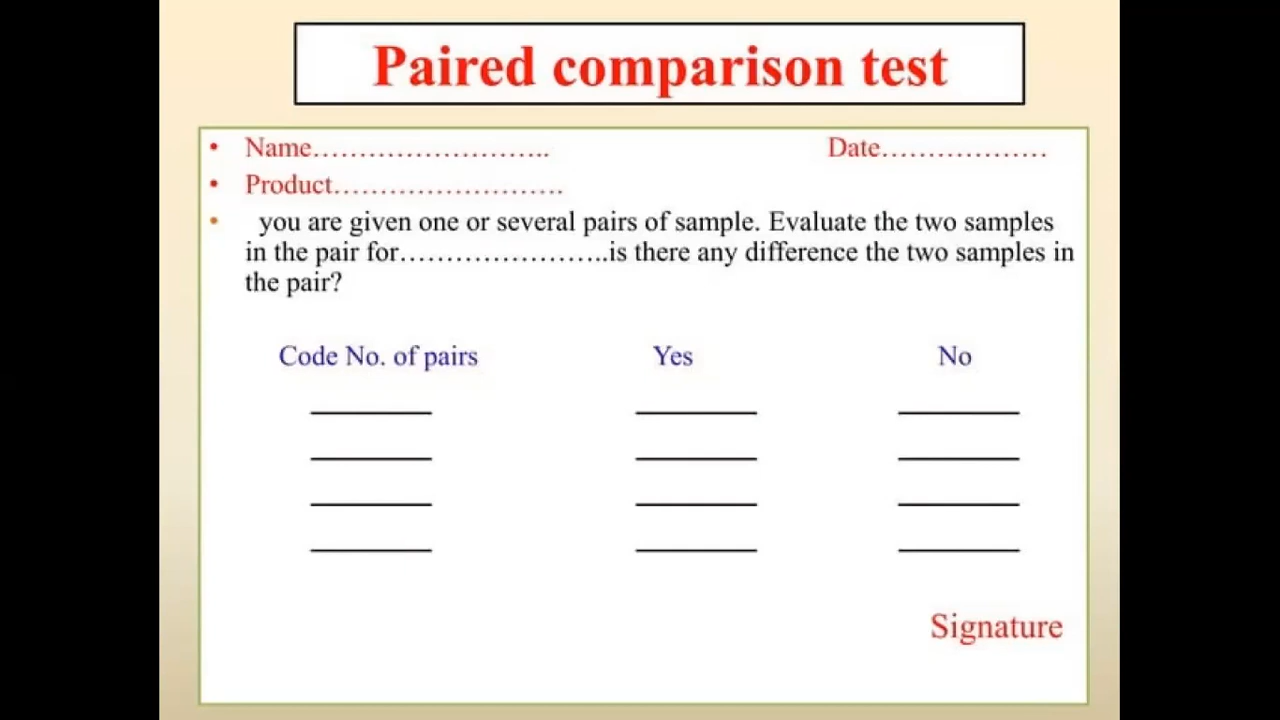 Paired comparison test
• Name……………………..                    Date………………
• Product…………………….
• you are given one or several pairs of sample. Evaluate the two samples
in the pair for…………………..is there any difference the two samples in
the pair?
Code No. of pairs                    Yes                    No
Signature